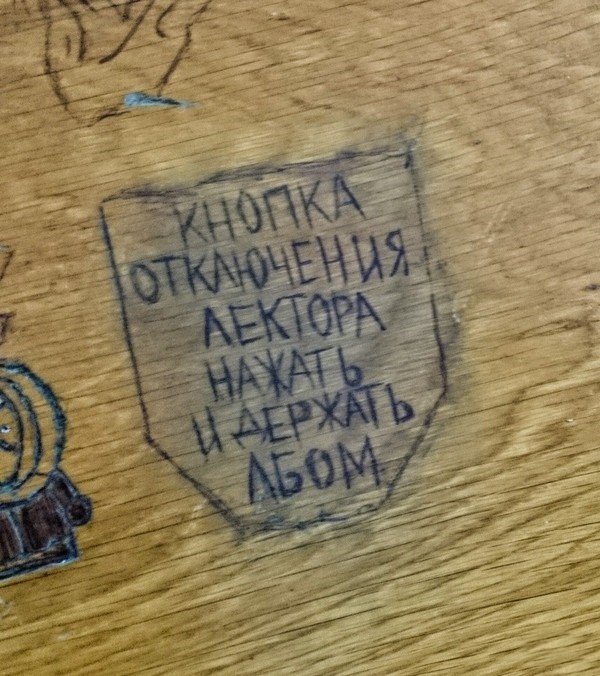 КНОПКА
ОТКЛЮЧЕНИЯ
ЛЕКТОРА
НАЖАТЬ
И ДЕРЖАТЬ
ЛБОМ